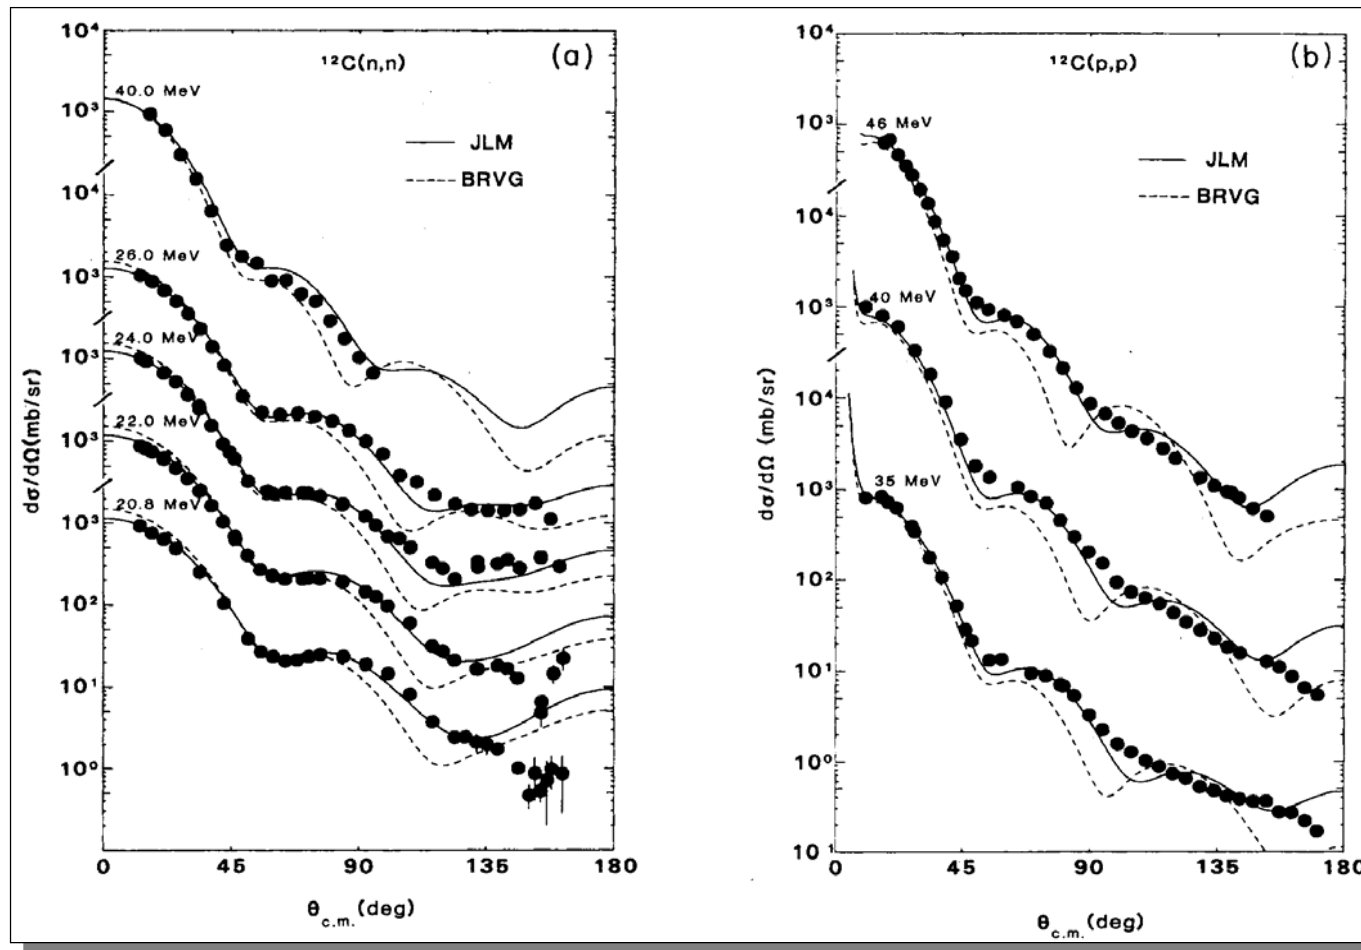 (a)
¹²C(n,n)
40.0 MeV
JLM
BRVG
26.0 MeV
24.0 MeV
22.0 MeV
20.8 MeV
10⁴
10³
10⁴
10³
10³
10³
10³
10²
10¹
10⁰
dσ/dΩ(mb/sr)
0
45
90
135
180
θc.m.(deg)
(b)
¹²C(p,p)
46 MeV
JLM
BRVG
40 MeV
35 MeV
10⁴
10³
10⁴
10³
10⁴
10³
10²
10¹
10⁰
10¹
dσ/dΩ (mb/sr)
0
45
90
135
180
θc.m.(deg)